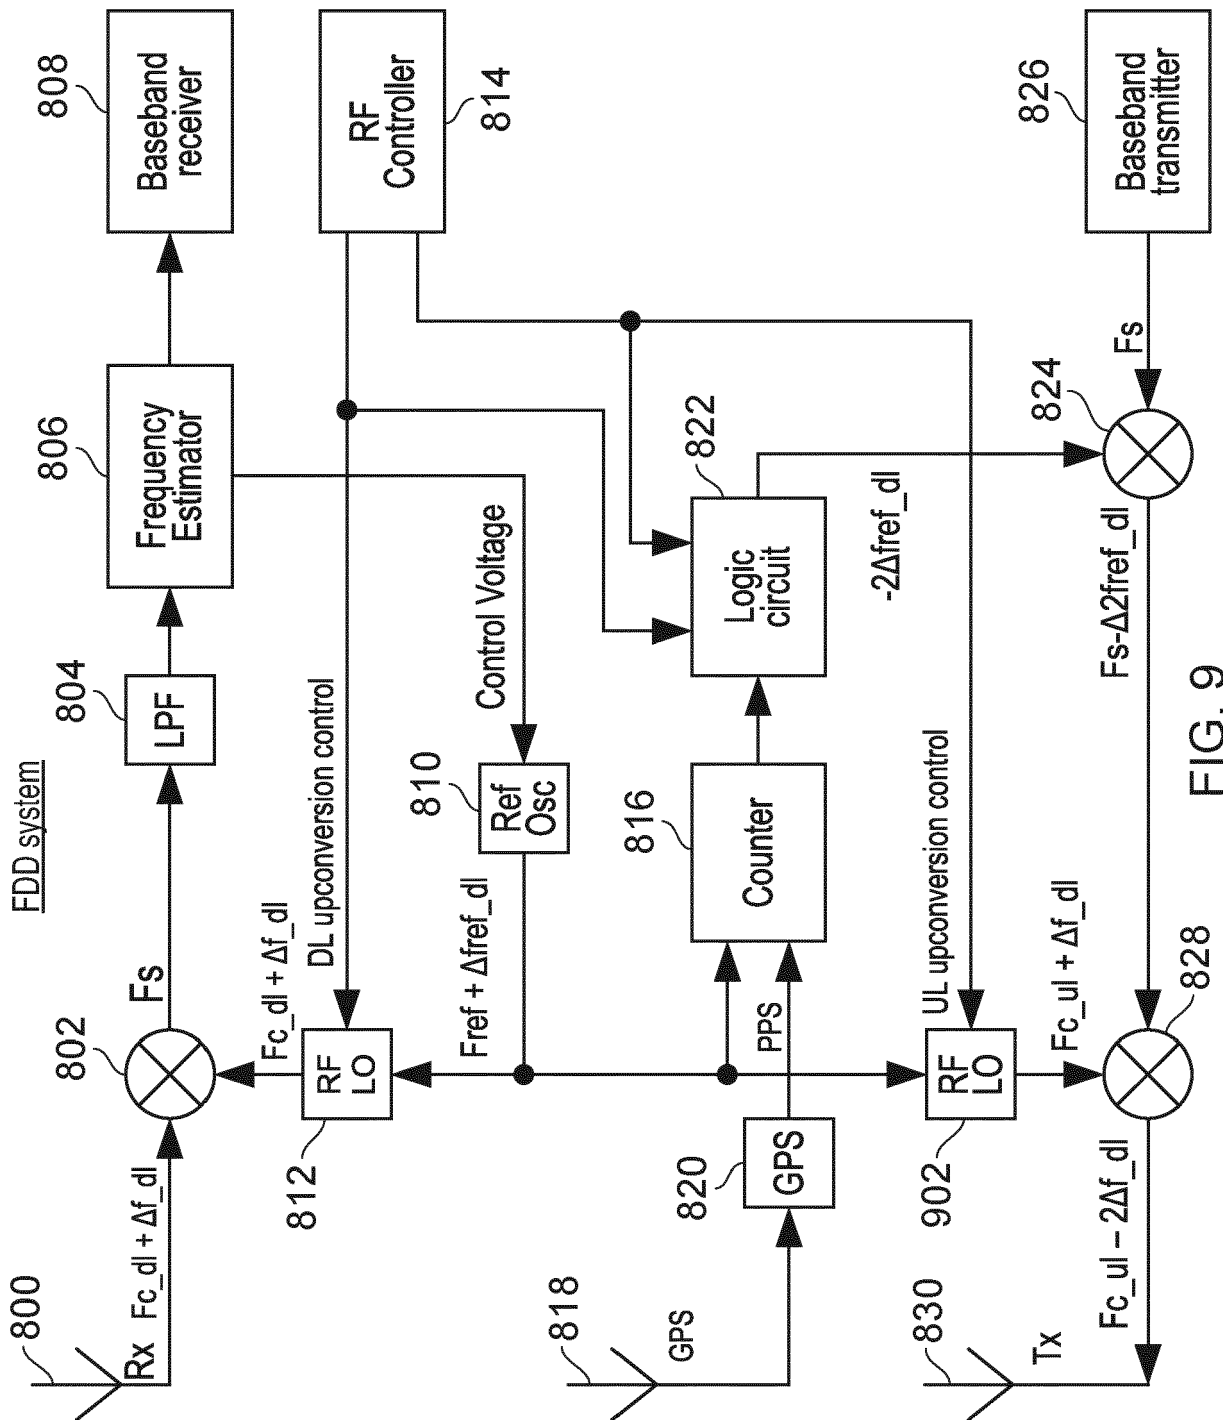 FDD system
800
Rx
Fc_dl + Δf_dl
802
Fs
804
LPF
806
Frequency
Estimator
808
Baseband
receiver
812
RF
LO
Fc_dl + Δf_dl
DL upconversion control
RF
Controller
814
Fref + Δfref_dl
810
Ref
Osc
Control Voltage
818
GPS
820
GPS
PPS
816
Counter
822
Logic
circuit
-2Δfref_dl
902
RF
LO
UL upconversion control
Fc_ul + Δf_dl
830
Tx
Fc_ul – 2Δf_dl
828
Fs-Δ2fref_dl
824
Fs
826
Baseband
transmitter
FIG. 9